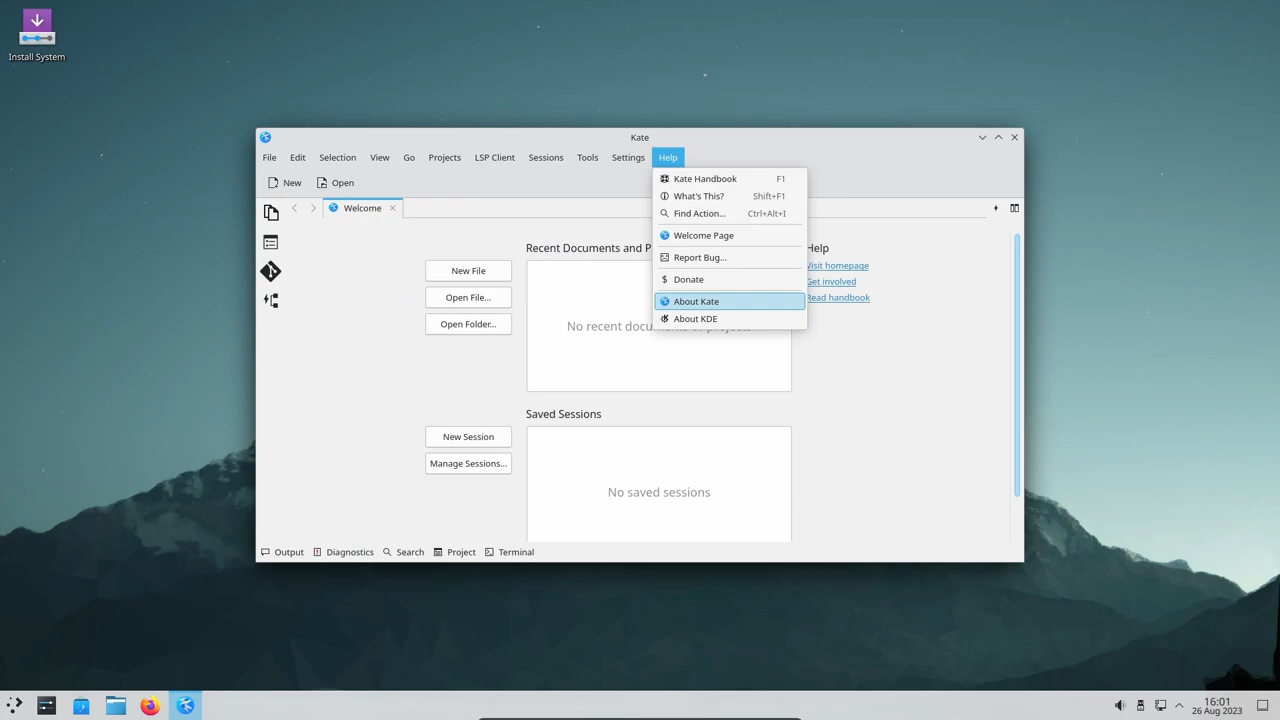 Install System
Kate
File Edit Selection View Go Projects LSP Client Sessions Tools Settings Help
New Open
Kate Handbook F1
What's This? Shift+F1
Find Action... Ctrl+Alt+I
Welcome Page
Report Bug...
Donate
About Kate
About KDE
Welcome
Recent Documents and P
Help
New File
Open File...
Open Folder...
No recent documents or projects
Visit homepage
Get involved
Read handbook
Saved Sessions
New Session
Manage Sessions...
No saved sessions
Output Diagnostics Search Project Terminal
16:01
26 Aug 2023